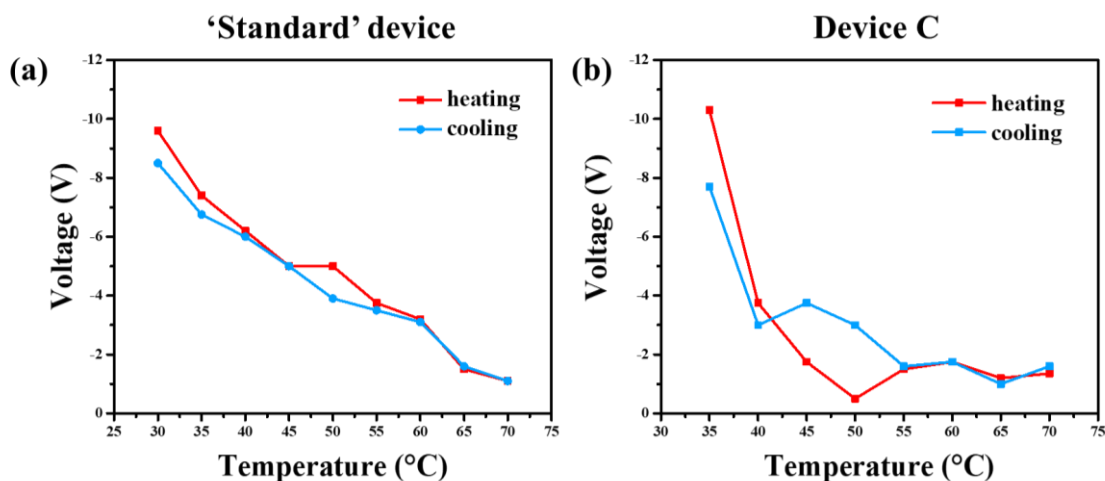 ‘Standard’ device
Device C
(a)
(b)
-12
-10
-8
-6
-4
-2
0
Voltage (V)
heating
cooling
25 30 35 40 45 50 55 60 65 70 75
Temperature (°C)
-12
-10
-8
-6
-4
-2
0
Voltage (V)
heating
cooling
30 35 40 45 50 55 60 65 70 75
Temperature (°C)